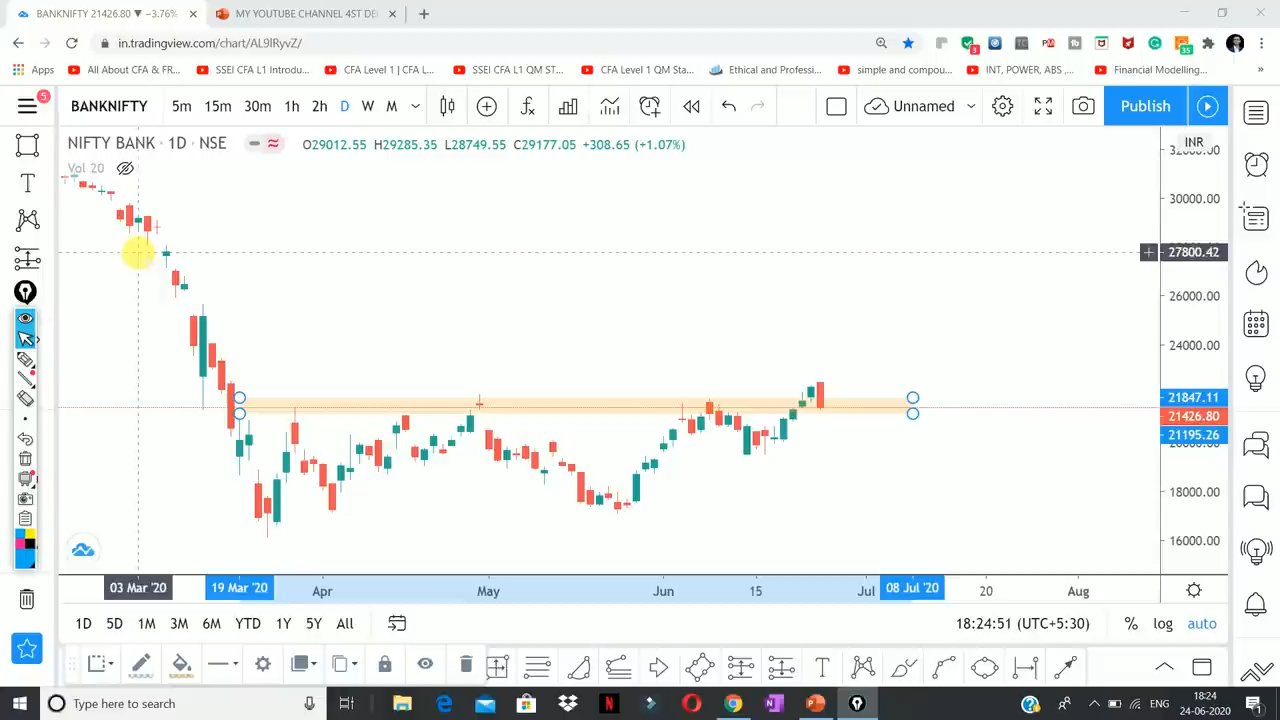 BANKNIFTY 21426.80 ▼ −3.76%
MY YOUTUBE CHANNEL 4ST DE
in.tradingview.com/chart/AL9lRyvZ/
3
35
Apps
All About CFA & FR...
SSEI CFA L1 Introdu...
CFA Level 1 | CFA L...
SSEI CFA L1 QM ST...
CFA Level 1 QM Sta...
Ethical and Professi...
simple and compou...
INT, POWER, ABS ,...
Financial Modelling...
»
5
BANKNIFTY 5m 15m 30m 1h 2h D W M
Unnamed
Publish
NIFTY BANK · 1D · NSE
O29012.55 H29285.35 L28749.55 C29177.05 +308.65 (+1.07%)
INR
Vol 20
30000.00
27800.42
26000.00
24000.00
21847.11
21426.80
21195.26
18000.00
16000.00
03 Mar '20 19 Mar '20 Apr May Jun 15 Jul 08 Jul '20 20 Aug
1D 5D 1M 3M 6M YTD 1Y 5Y All
18:24:51 (UTC+5:30)
% log auto
Type here to search
ENG
18:24
24-06-2020
1